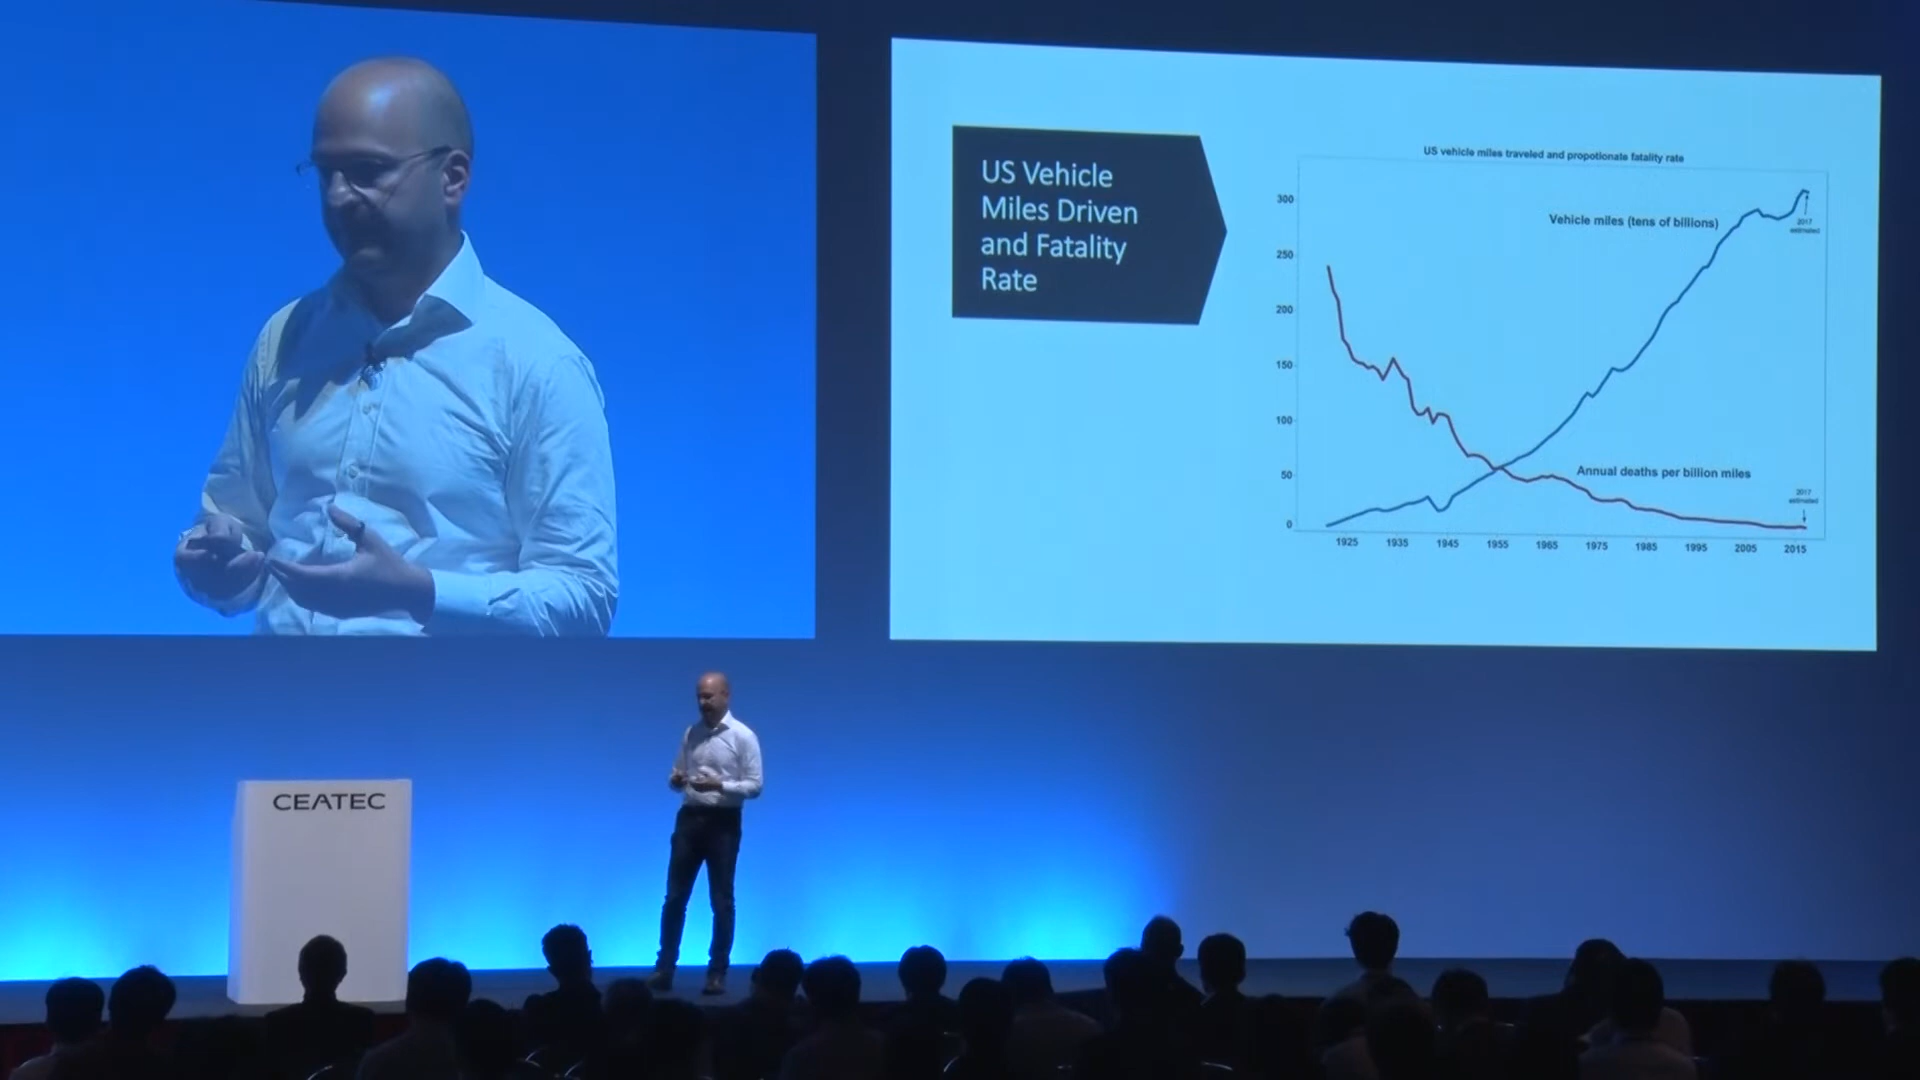 US Vehicle
Miles Driven
and Fatality
Rate
US vehicle miles traveled and propotionate fatality rate
300
250
200
150
100
50
0
Vehicle miles (tens of billions)
2017
estimated
Annual deaths per billion miles
2017
estimated
1925 1935 1945 1955 1965 1975 1985 1995 2005 2015
CEATEC